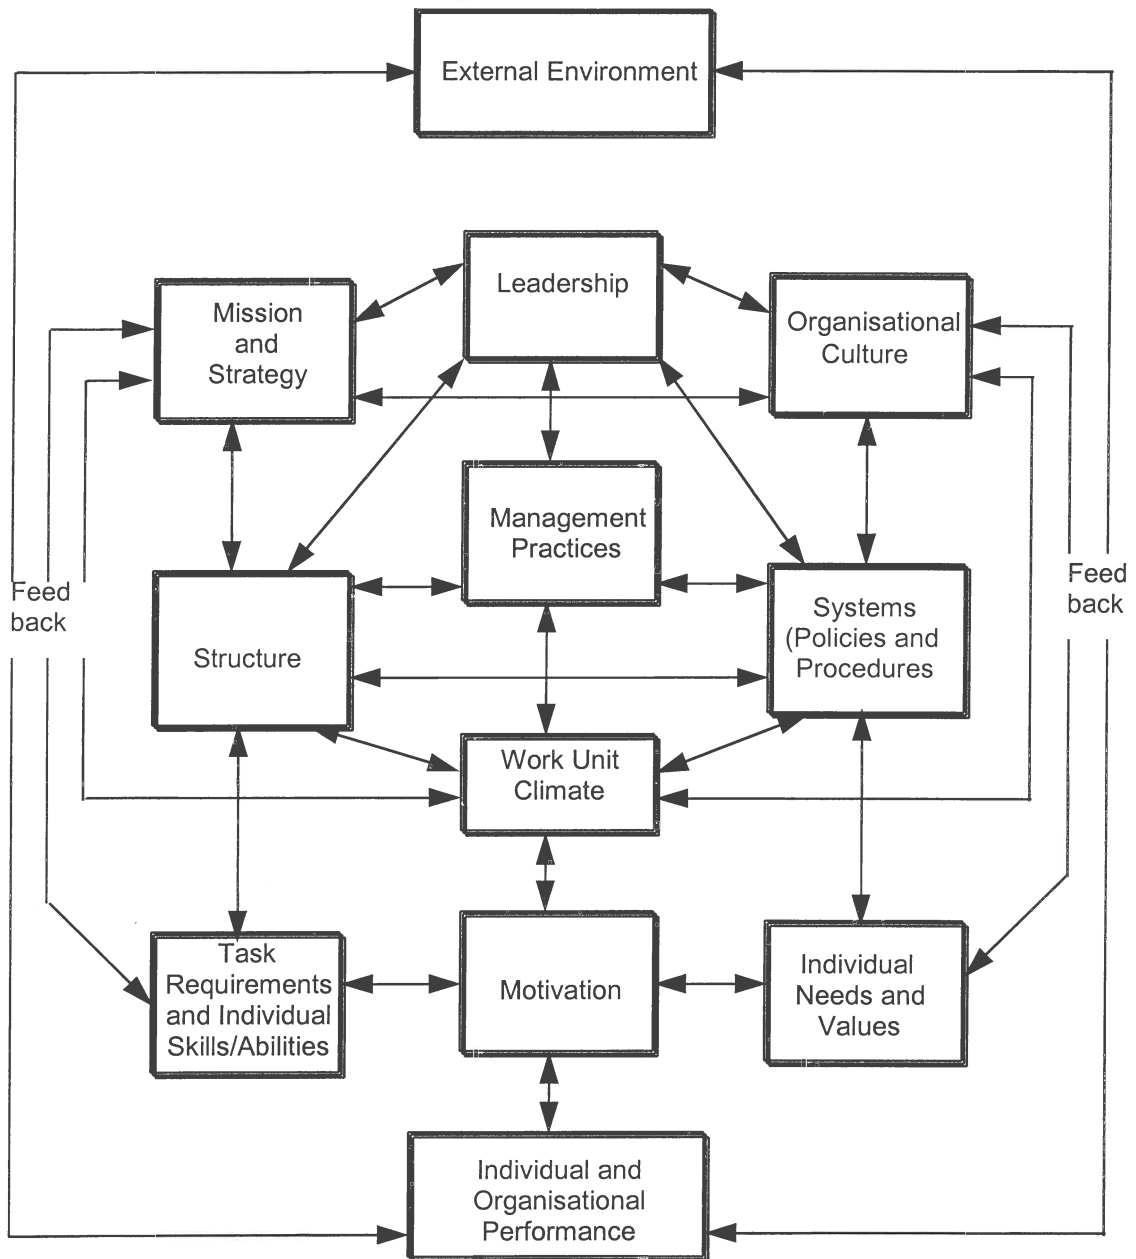 External Environment
Leadership
Mission
and
Strategy
Organisational
Culture
Management
Practices
Feed
back
Feed
back
Structure
Systems
(Policies and
Procedures
Work Unit
Climate
Task
Requirements
and Individual
Skills/Abilities
Motivation
Individual
Needs and
Values
Individual and
Organisational
Performance